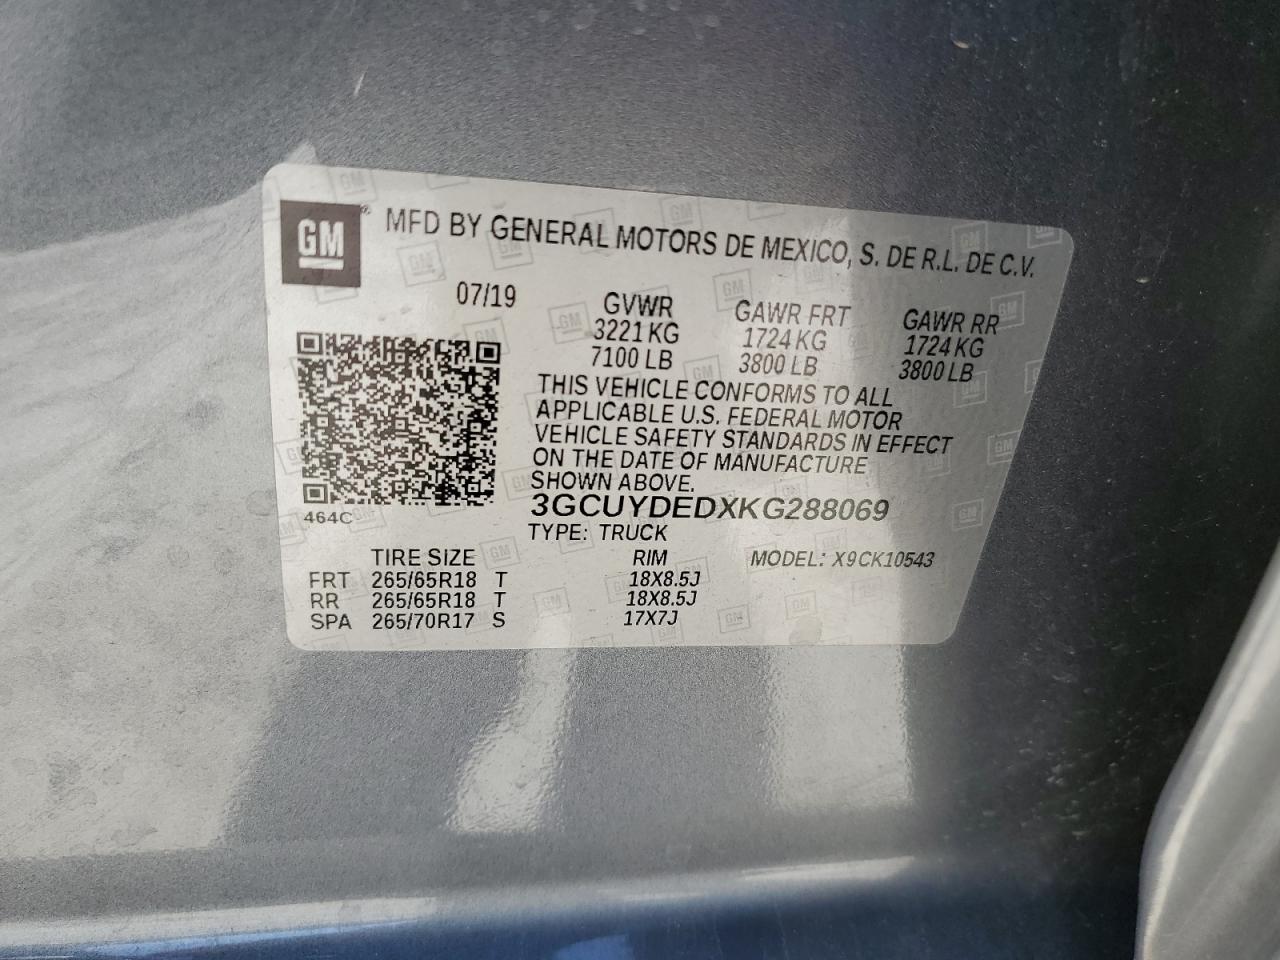 GM MFD BY GENERAL MOTORS DE MEXICO, S. DE R.L. DE C.V.
07/19 GVWR GAWR FRT GAWR RR
3221 KG 1724 KG 1724 KG
7100 LB 3800 LB 3800 LB
THIS VEHICLE CONFORMS TO ALL
APPLICABLE U.S. FEDERAL MOTOR
VEHICLE SAFETY STANDARDS IN EFFECT
ON THE DATE OF MANUFACTURE
SHOWN ABOVE.
3GCUYDEDXKG288069
464C
TYPE: TRUCK
TIRE SIZE RIM MODEL: X9CK10543
FRT 265/65R18 T 18X8.5J
RR 265/65R18 T 18X8.5J
SPA 265/70R17 S 17X7J